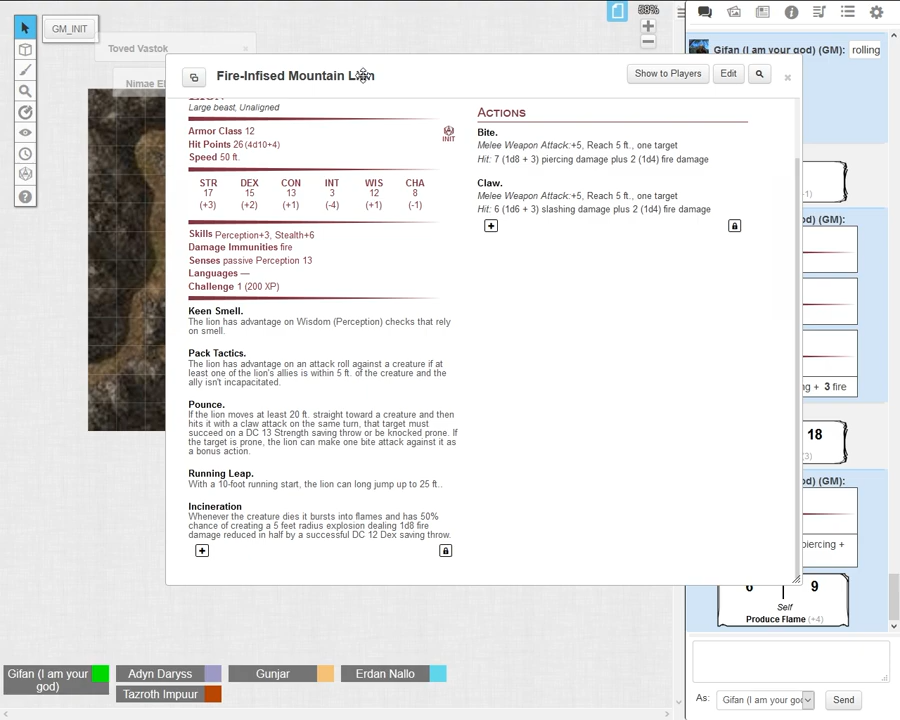 GM_INIT
Toved Vastok
Nimae El
Fire-Infised Mountain Lion
Show to Players
Edit
88%
Gifan (I am your god) (GM):
rolling
Large beast, Unaligned
Armor Class 12
Hit Points 26 (4d10+4)
Speed 50 ft.
INIT
STR DEX CON INT WIS CHA
17 15 13 3 12 8
(+3) (+2) (+1) (-4) (+1) (-1)
Skills Perception+3, Stealth+6
Damage Immunities fire
Senses passive Perception 13
Languages —
Challenge 1 (200 XP)
Keen Smell.
The lion has advantage on Wisdom (Perception) checks that rely
on smell.
Pack Tactics.
The lion has advantage on an attack roll against a creature if at
least one of the lion's allies is within 5 ft. of the creature and the
ally isn't incapacitated.
Pounce.
If the lion moves at least 20 ft. straight toward a creature and then
hits it with a claw attack on the same turn, that target must
succeed on a DC 13 Strength saving throw or be knocked prone. If
the target is prone, the lion can make one bite attack against it as
a bonus action.
Running Leap.
With a 10-foot running start, the lion can long jump up to 25 ft..
Incineration
Whenever the creature dies it bursts into flames and has 50%
chance of creating a 5 feet radius explosion dealing 1d8 fire
damage reduced in half by a successful DC 12 Dex saving throw.
Actions
Bite.
Melee Weapon Attack:+5, Reach 5 ft., one target
Hit: 7 (1d8 + 3) piercing damage plus 2 (1d4) fire damage
Claw.
Melee Weapon Attack:+5, Reach 5 ft., one target
Hit: 6 (1d6 + 3) slashing damage plus 2 (1d4) fire damage
-1)
od) (GM):
ng + 3 fire
18
(3)
od) (GM):
piercing +
6 9
Self
Produce Flame (+4)
Gifan (I am your
god)
Adyn Daryss
Gunjar
Erdan Nallo
Tazroth Impuur
As:
Gifan (I am your god
Send